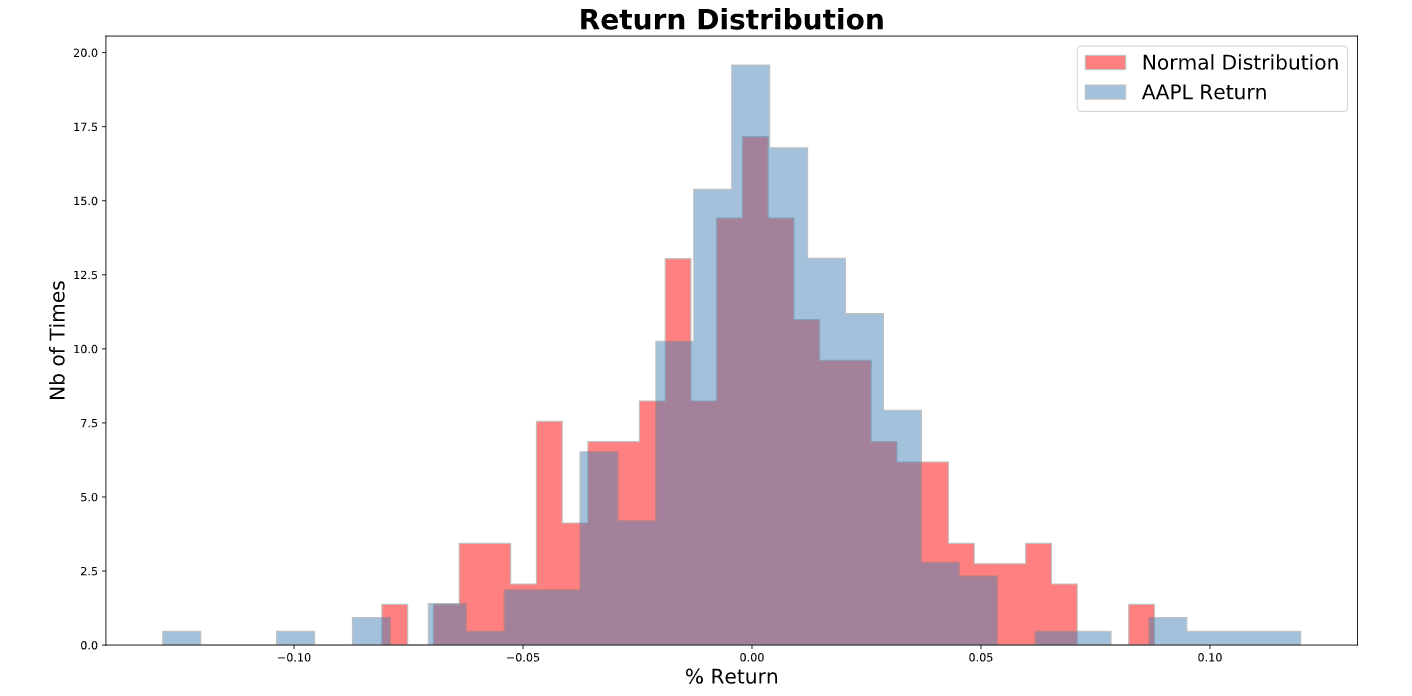 Return Distribution
Normal Distribution
AAPL Return
20.0
17.5
15.0
12.5
10.0
7.5
5.0
2.5
0.0
Nb of Times
−0.10
−0.05
0.00
0.05
0.10
% Return